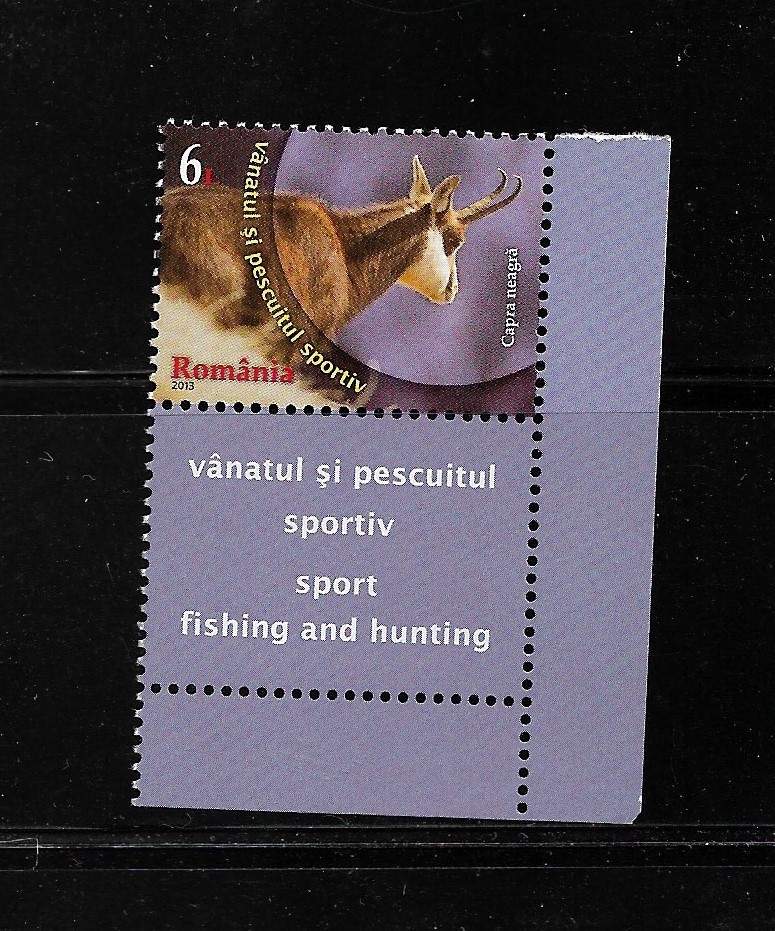 6L
vânatul şi pescuitul sportiv
Capra neagră
România
2013
vânatul şi pescuitul
sportiv
sport
fishing and hunting